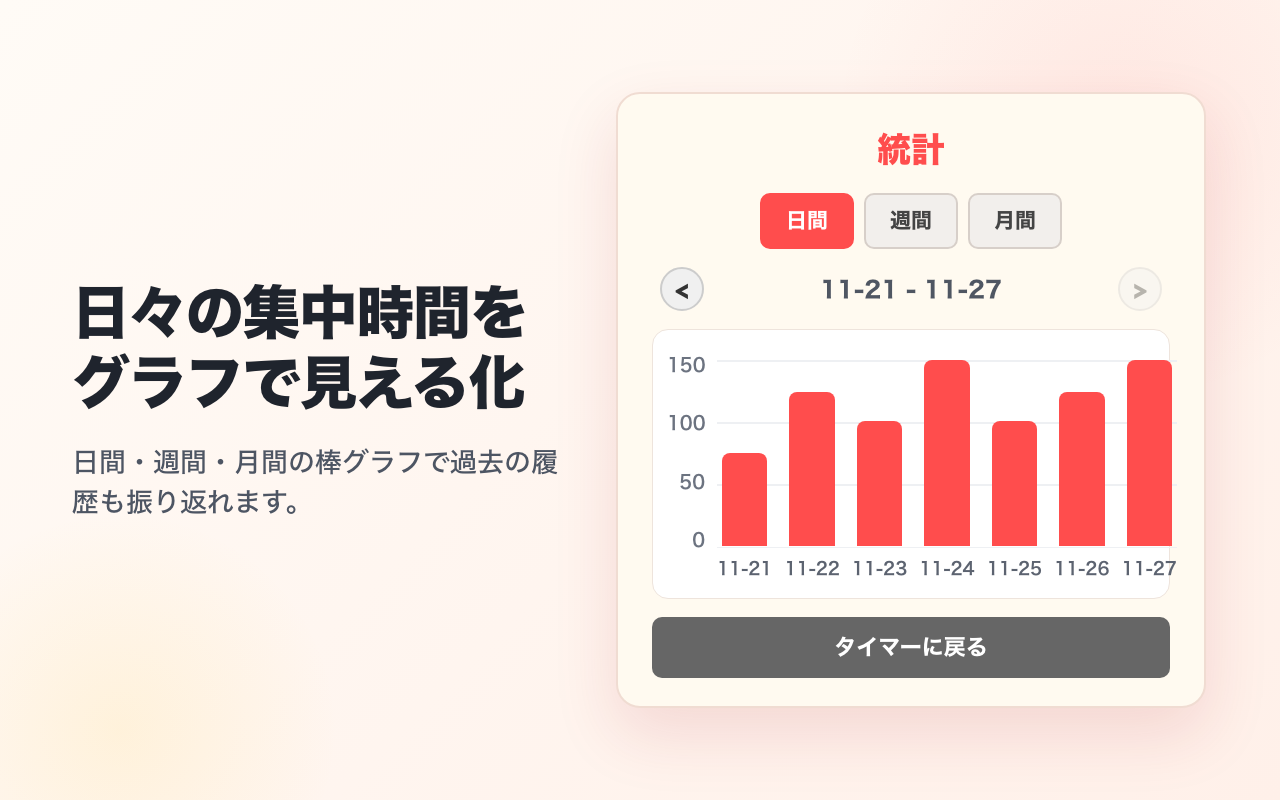 日々の集中時間を
グラフで見える化
日間・週間・月間の棒グラフで過去の履
歴も振り返れます。
統計
日間 週間 月間
< 11-21 - 11-27 >
150
100
50
0
11-21 11-22 11-23 11-24 11-25 11-26 11-27
タイマーに戻る